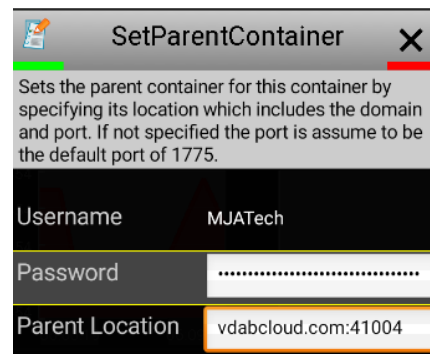 SetParentContainer
Sets the parent container for this container by
specifying its location which includes the domain
and port. If not specified the port is assume to be
the default port of 1775.
Username MJATech
Password ••••••••••••••••••••••••••••••••••
Parent Location vdabcloud.com:41004